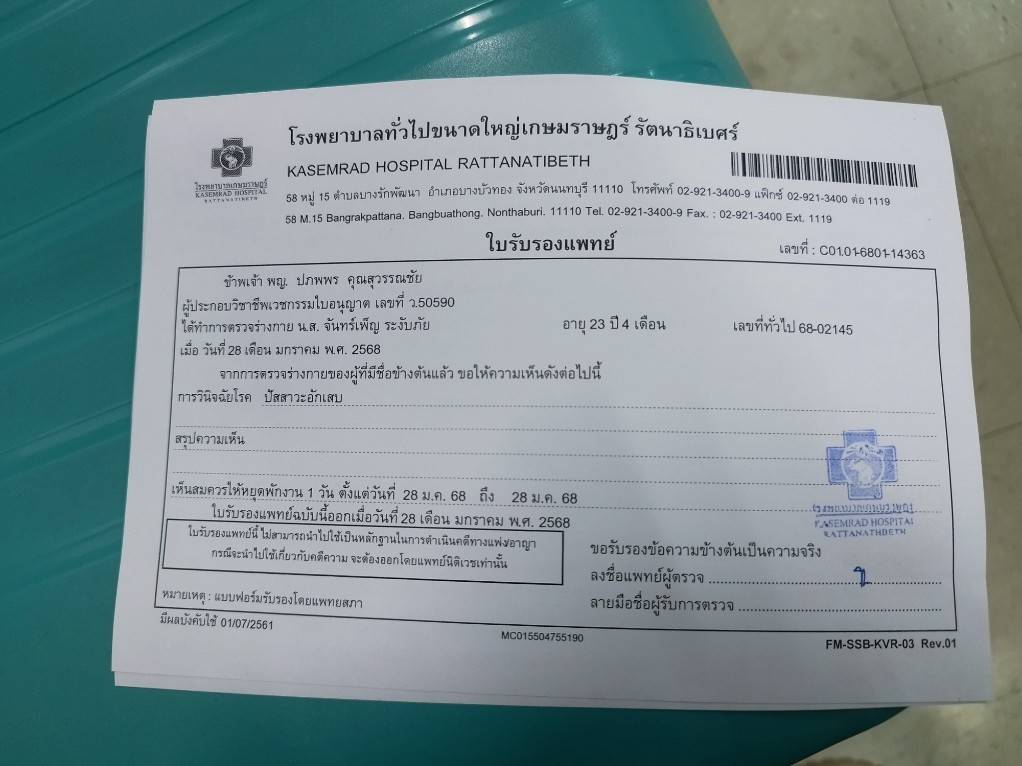 โรงพยาบาลทั่วไปขนาดใหญ่เกษมราษฎร์ รัตนาธิเบศร์
โรงพยาบาลเกษมราษฎร์
KASEMRAD HOSPITAL
RATTANATIBETH
KASEMRAD HOSPITAL RATTANATIBETH
58 หมู่ 15 ตำบลบางรักพัฒนา อำเภอบางบัวทอง จังหวัดนนทบุรี 11110 โทรศัพท์ 02-921-3400-9 แฟ็กซ์ 02-921-3400 ต่อ 1119
58 M.15 Bangrakpattana. Bangbuathong. Nonthaburi. 11110 Tel. 02-921-3400-9 Fax. : 02-921-3400 Ext. 1119
ใบรับรองแพทย์
เลขที่ : C01.01-6801-14363
ข้าพเจ้า พญ. ปภพพร คุณสุวรรณชัย
ผู้ประกอบวิชาชีพเวชกรรมใบอนุญาต เลขที่ ว.50590
ได้ทำการตรวจร่างกาย น.ส. จันทร์เพ็ญ ระงับภัย อายุ 23 ปี 4 เดือน เลขที่ทั่วไป 68-02145
เมื่อ วันที่ 28 เดือน มกราคม พ.ศ. 2568
จากการตรวจร่างกายของผู้ที่มีชื่อข้างต้นแล้ว ขอให้ความเห็นดังต่อไปนี้
การวินิจฉัยโรค ปัสสาวะอักเสบ
สรุปความเห็น
เห็นสมควรให้หยุดพักงาน 1 วัน ตั้งแต่วันที่ 28 ม.ค. 68 ถึง 28 ม.ค. 68
ใบรับรองแพทย์ฉบับนี้ออกเมื่อวันที่ 28 เดือน มกราคม พ.ศ. 2568
โรงพยาบาลเกษมราษฎร์
KASEMRAD HOSPITAL
RATTANATHIBETH
ใบรับรองแพทย์นี้ ไม่สามารถนำไปใช้เป็นหลักฐานในการดำเนินคดีทางแพ่ง/อาญา
กรณีจะนำไปใช้เกี่ยวกับคดีความ จะต้องออกโดยแพทย์นิติเวชเท่านั้น
ขอรับรองข้อความข้างต้นเป็นความจริง
ลงชื่อแพทย์ผู้ตรวจ
ลายมือชื่อผู้รับการตรวจ
หมายเหตุ : แบบฟอร์มรับรองโดยแพทยสภา
มีผลบังคับใช้ 01/07/2561
MC015504755190
FM-SSB-KVR-03 Rev.01